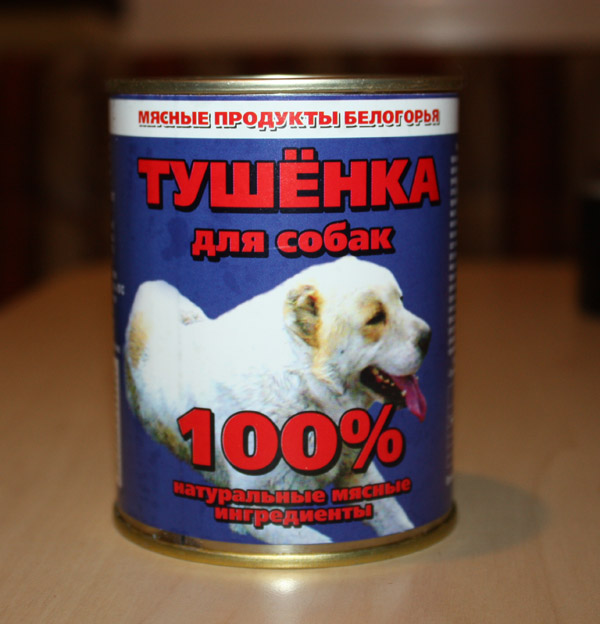 МЯСНЫЕ ПРОДУКТЫ БЕЛОГОРЬЯ
ТУШЁНКА
для собак
100%
натуральные мясные
ингредиенты